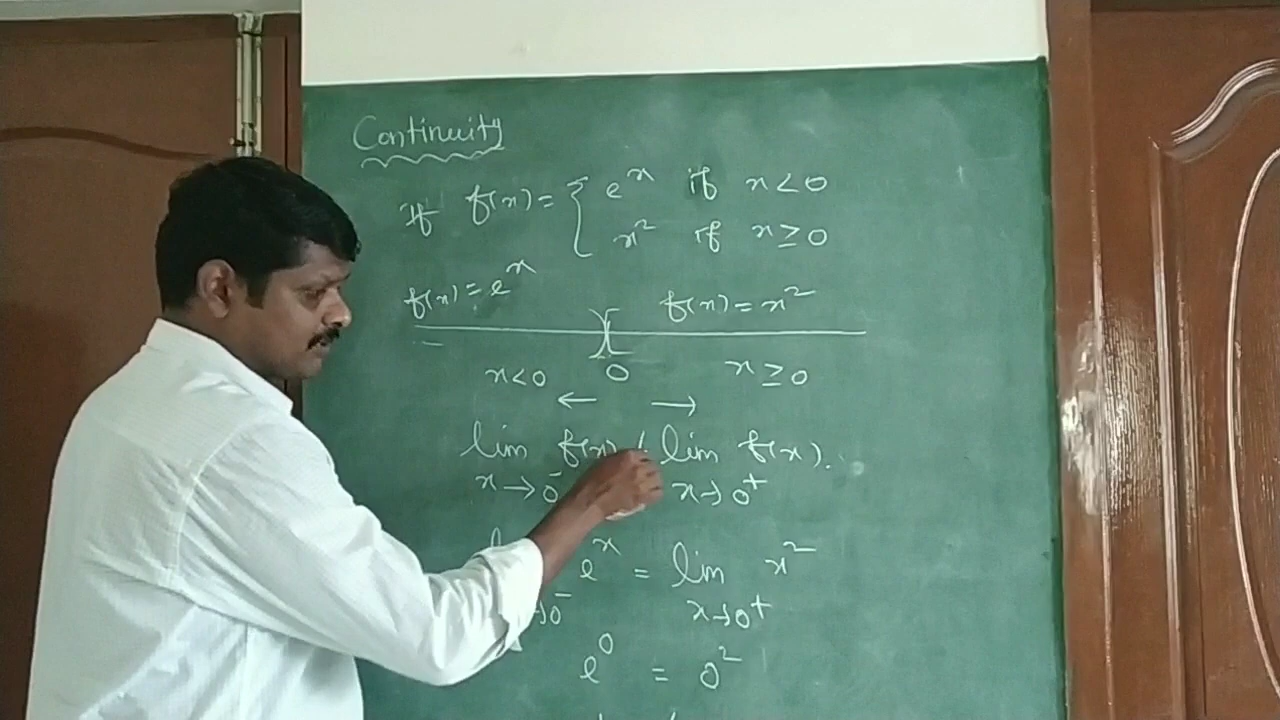 Continuity
If f(x) = { e^x if x < 0
x^2 if x ≥ 0
f(x) = e^x f(x) = x^2
)[
x < 0 0 x ≥ 0
← →
lim f(x) lim f(x).
x → 0^- x → 0^+
e^x = lim x^2
→ 0^- x → 0^+
e^0 = 0^2